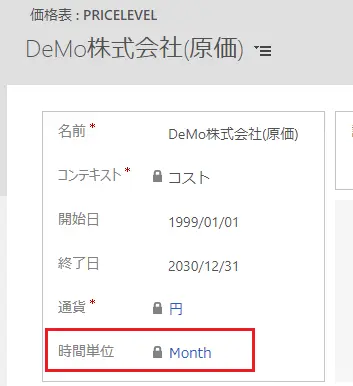 価格表 : PRICELEVEL
DeMo株式会社(原価)
名前* DeMo株式会社(原価)
コンテキスト* コスト
開始日 1999/01/01
終了日 2030/12/31
通貨* 円
時間単位 Month